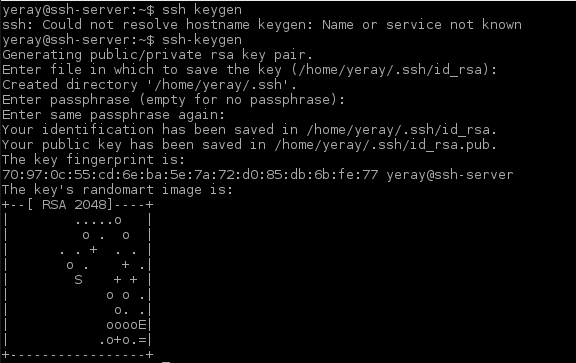 yeray@ssh-server:~$ ssh keygen
ssh: Could not resolve hostname keygen: Name or service not known
yeray@ssh-server:~$ ssh-keygen
Generating public/private rsa key pair.
Enter file in which to save the key (/home/yeray/.ssh/id_rsa):
Created directory '/home/yeray/.ssh'.
Enter passphrase (empty for no passphrase):
Enter same passphrase again:
Your identification has been saved in /home/yeray/.ssh/id_rsa.
Your public key has been saved in /home/yeray/.ssh/id_rsa.pub.
The key fingerprint is:
70:97:0c:55:cd:6e:ba:5e:7a:72:d0:85:db:6b:fe:77 yeray@ssh-server
The key's randomart image is:
+--[ RSA 2048]----+
|        .....o   |
|         o .  o  |
|      . . +  . . |
|       o .    + .|
|        S    + + |
|            o o .|
|             o. .|
|            ooooE|
|           .o+o.=|
+-----------------+